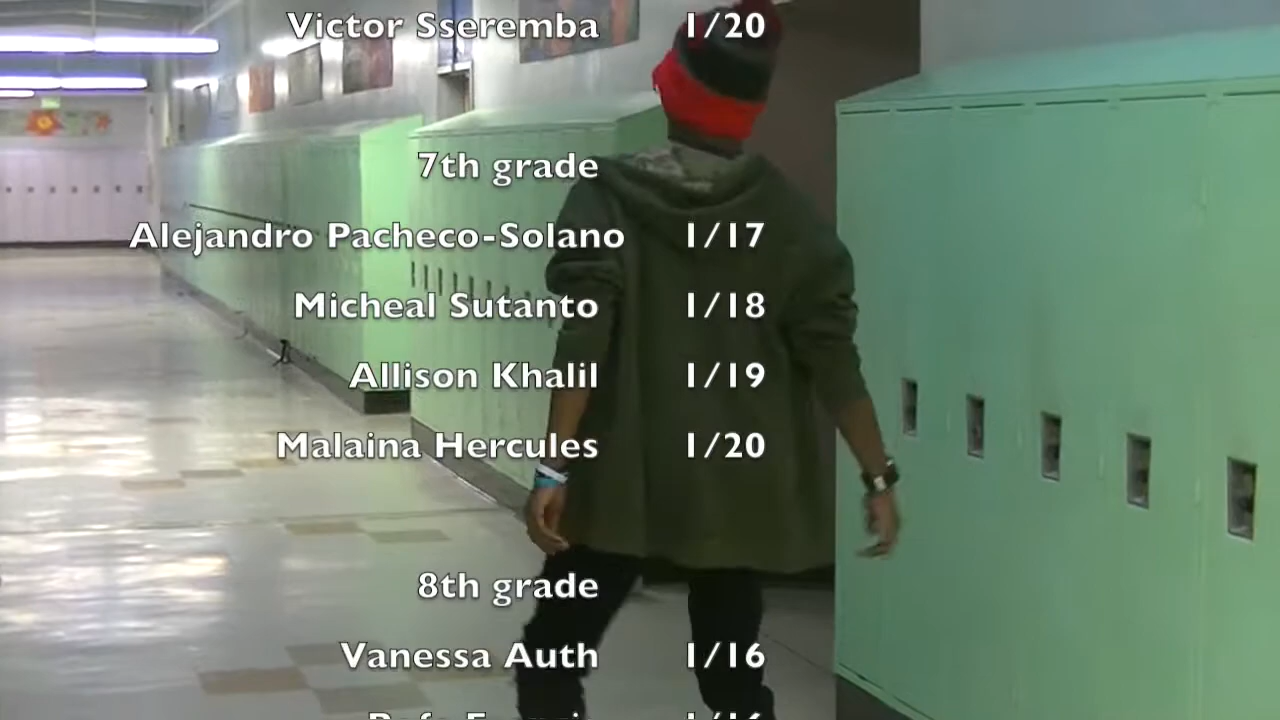 Victor Sseremba 1/20
7th grade
Alejandro Pacheco-Solano 1/17
Micheal Sutanto 1/18
Allison Khalil 1/19
Malaina Hercules 1/20
8th grade
Vanessa Auth 1/16